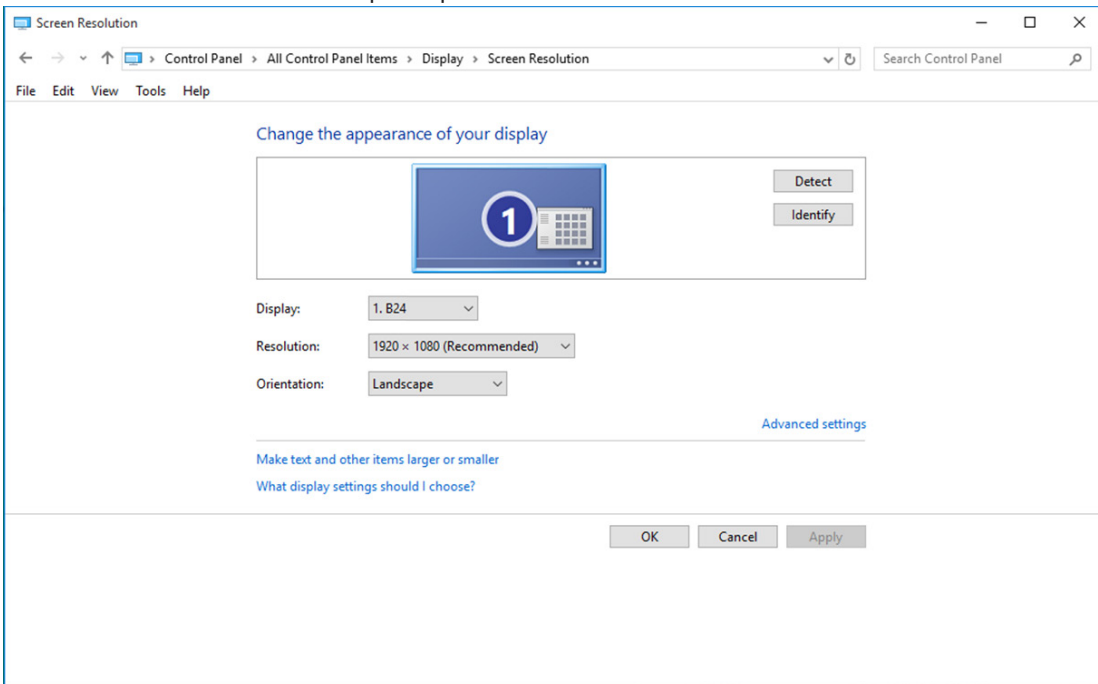 Screen Resolution
Control Panel > All Control Panel Items > Display > Screen Resolution
Search Control Panel
File Edit View Tools Help
Change the appearance of your display
1
Detect
Identify
Display: 1. B24
Resolution: 1920 × 1080 (Recommended)
Orientation: Landscape
Advanced settings
Make text and other items larger or smaller
What display settings should I choose?
OK Cancel Apply